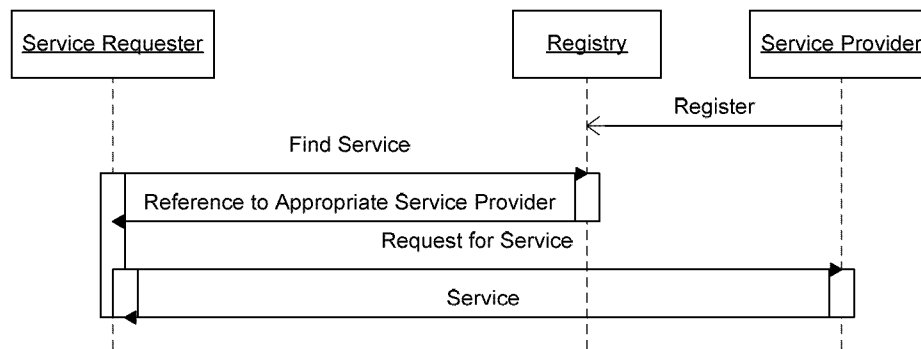 Service Requester
Registry
Service Provider
Register
Find Service
Reference to Appropriate Service Provider
Request for Service
Service